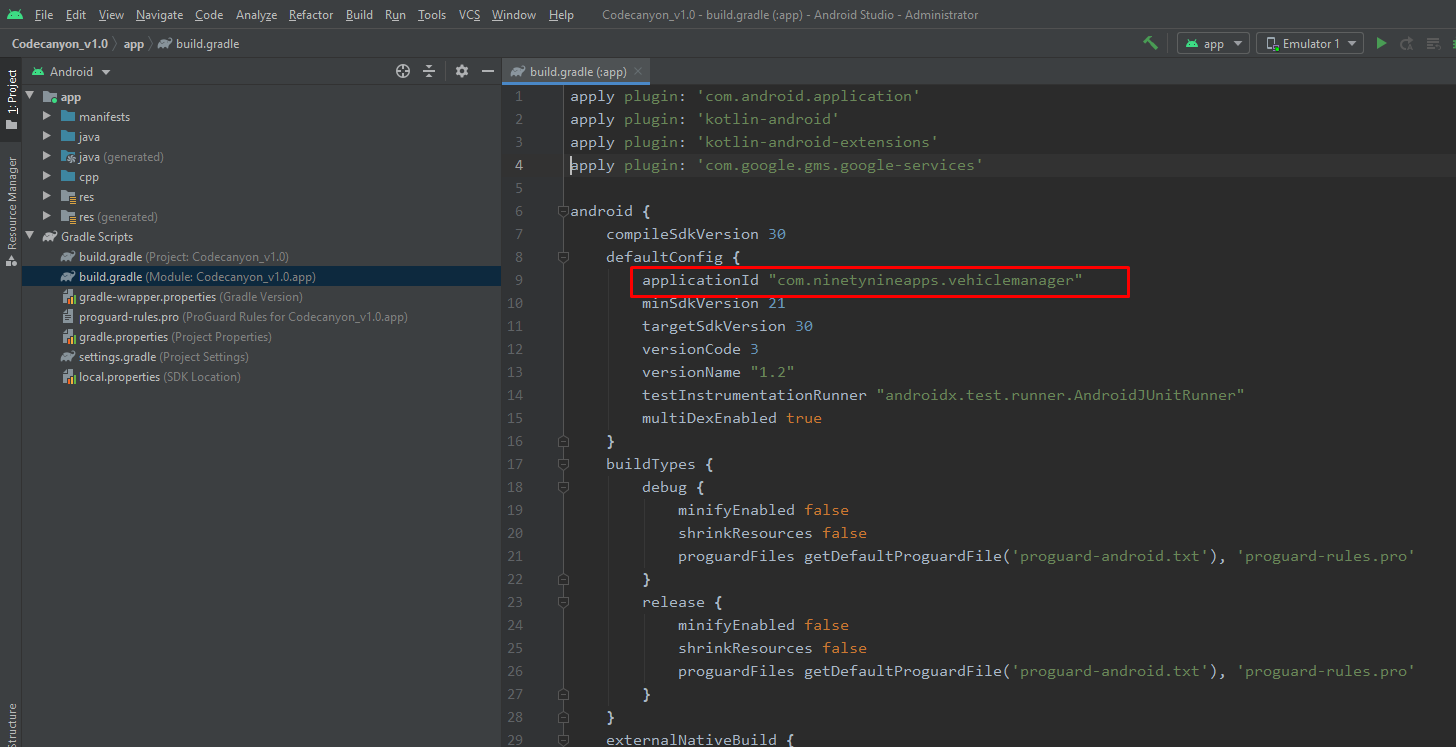 File Edit View Navigate Code Analyze Refactor Build Run Tools VCS Window Help Codecanyon_v1.0 - build.gradle (:app) - Android Studio - Administrator
Codecanyon_v1.0 app build.gradle
app Emulator 1
1: Project
Resource Manager
Structure
Android
app
manifests
java
java (generated)
cpp
res
res (generated)
Gradle Scripts
build.gradle (Project: Codecanyon_v1.0)
build.gradle (Module: Codecanyon_v1.0.app)
gradle-wrapper.properties (Gradle Version)
proguard-rules.pro (ProGuard Rules for Codecanyon_v1.0.app)
gradle.properties (Project Properties)
settings.gradle (Project Settings)
local.properties (SDK Location)
build.gradle (:app)
1 apply plugin: 'com.android.application'
2 apply plugin: 'kotlin-android'
3 apply plugin: 'kotlin-android-extensions'
4 apply plugin: 'com.google.gms.google-services'
5
6 android {
7 compileSdkVersion 30
8 defaultConfig {
9 applicationId "com.ninetynineapps.vehiclemanager"
10 minSdkVersion 21
11 targetSdkVersion 30
12 versionCode 3
13 versionName "1.2"
14 testInstrumentationRunner "androidx.test.runner.AndroidJUnitRunner"
15 multiDexEnabled true
16 }
17 buildTypes {
18 debug {
19 minifyEnabled false
20 shrinkResources false
21 proguardFiles getDefaultProguardFile('proguard-android.txt'), 'proguard-rules.pro'
22 }
23 release {
24 minifyEnabled false
25 shrinkResources false
26 proguardFiles getDefaultProguardFile('proguard-android.txt'), 'proguard-rules.pro'
27 }
28 }
29 externalNativeBuild {